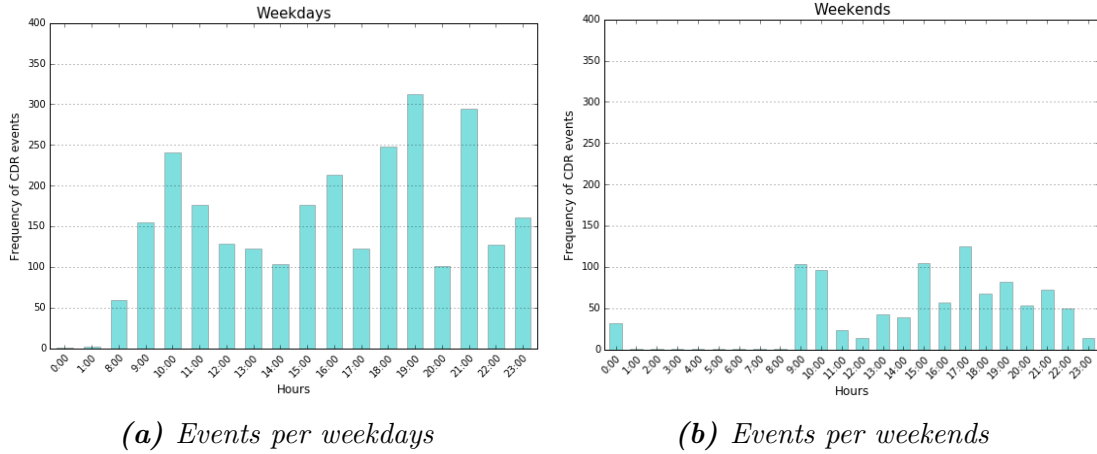 Weekdays
400
350
300
250
200
150
100
50
0
Frequency of CDR events
0:00 1:00 8:00 9:00 10:00 11:00 12:00 13:00 14:00 15:00 16:00 17:00 18:00 19:00 20:00 21:00 22:00 23:00
Hours
(a) Events per weekdays
Weekends
400
350
300
250
200
150
100
50
0
Frequency of CDR events
0:00 1:00 2:00 3:00 4:00 5:00 6:00 7:00 8:00 9:00 10:00 11:00 12:00 13:00 14:00 15:00 16:00 17:00 18:00 19:00 20:00 21:00 22:00 23:00
Hours
(b) Events per weekends